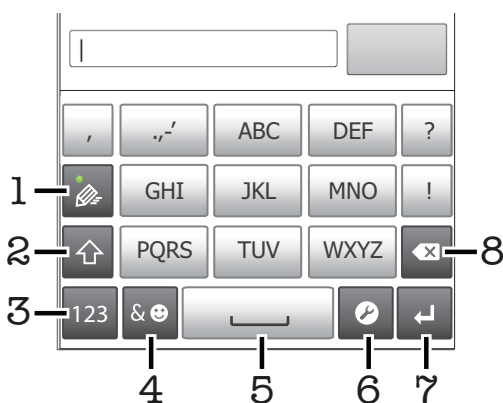 , .,-’ ABC DEF ?
1 GHI JKL MNO !
2 PQRS TUV WXYZ 8
3 123 &
4 5 6 7